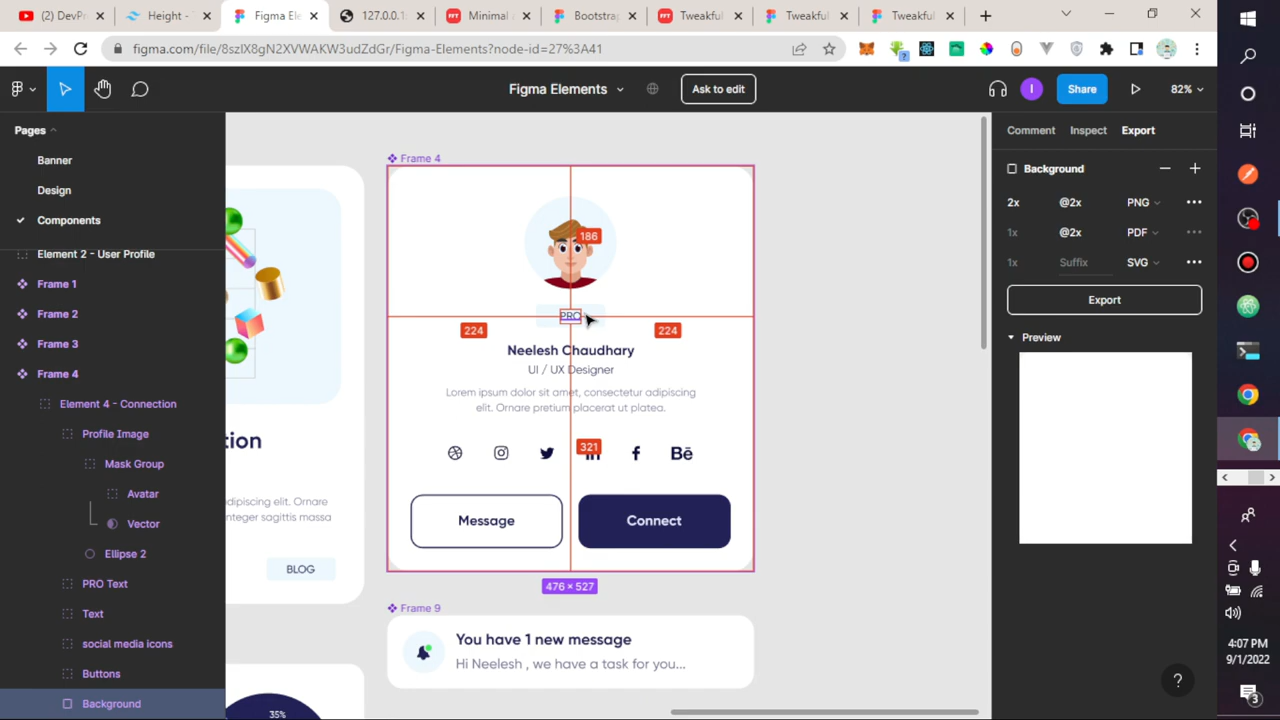 (20) DevPr
Height -
Figma Ele
127.0.0.1:
Minimal a
Bootstrap
Tweakful
Tweakful
Tweakful
figma.com/file/8szIX8gN2XVWAKW3udZdGr/Figma-Elements?node-id=27%3A41
Figma Elements
Ask to edit
I
Share
82%
Pages
Banner
Design
Components
Element 2 - User Profile
Frame 1
Frame 2
Frame 3
Frame 4
Element 4 - Connection
Profile Image
Mask Group
Avatar
Vector
Ellipse 2
PRO Text
Text
social media icons
Buttons
Background
tion
dipiscing elit. Ornare
nteger sagittis massa
BLOG
35%
Frame 4
186
PRO
224
224
Neelesh Chaudhary
UI / UX Designer
Lorem ipsum dolor sit amet, consectetur adipiscing
elit. Ornare pretium placerat ut platea.
321
Bē
Message
Connect
476 × 527
Frame 9
You have 1 new message
Hi Neelesh , we have a task for you...
Comment
Inspect
Export
Background
2x @2x PNG
1x @2x PDF
1x Suffix SVG
Export
Preview
?
4:07 PM
9/1/2022
3